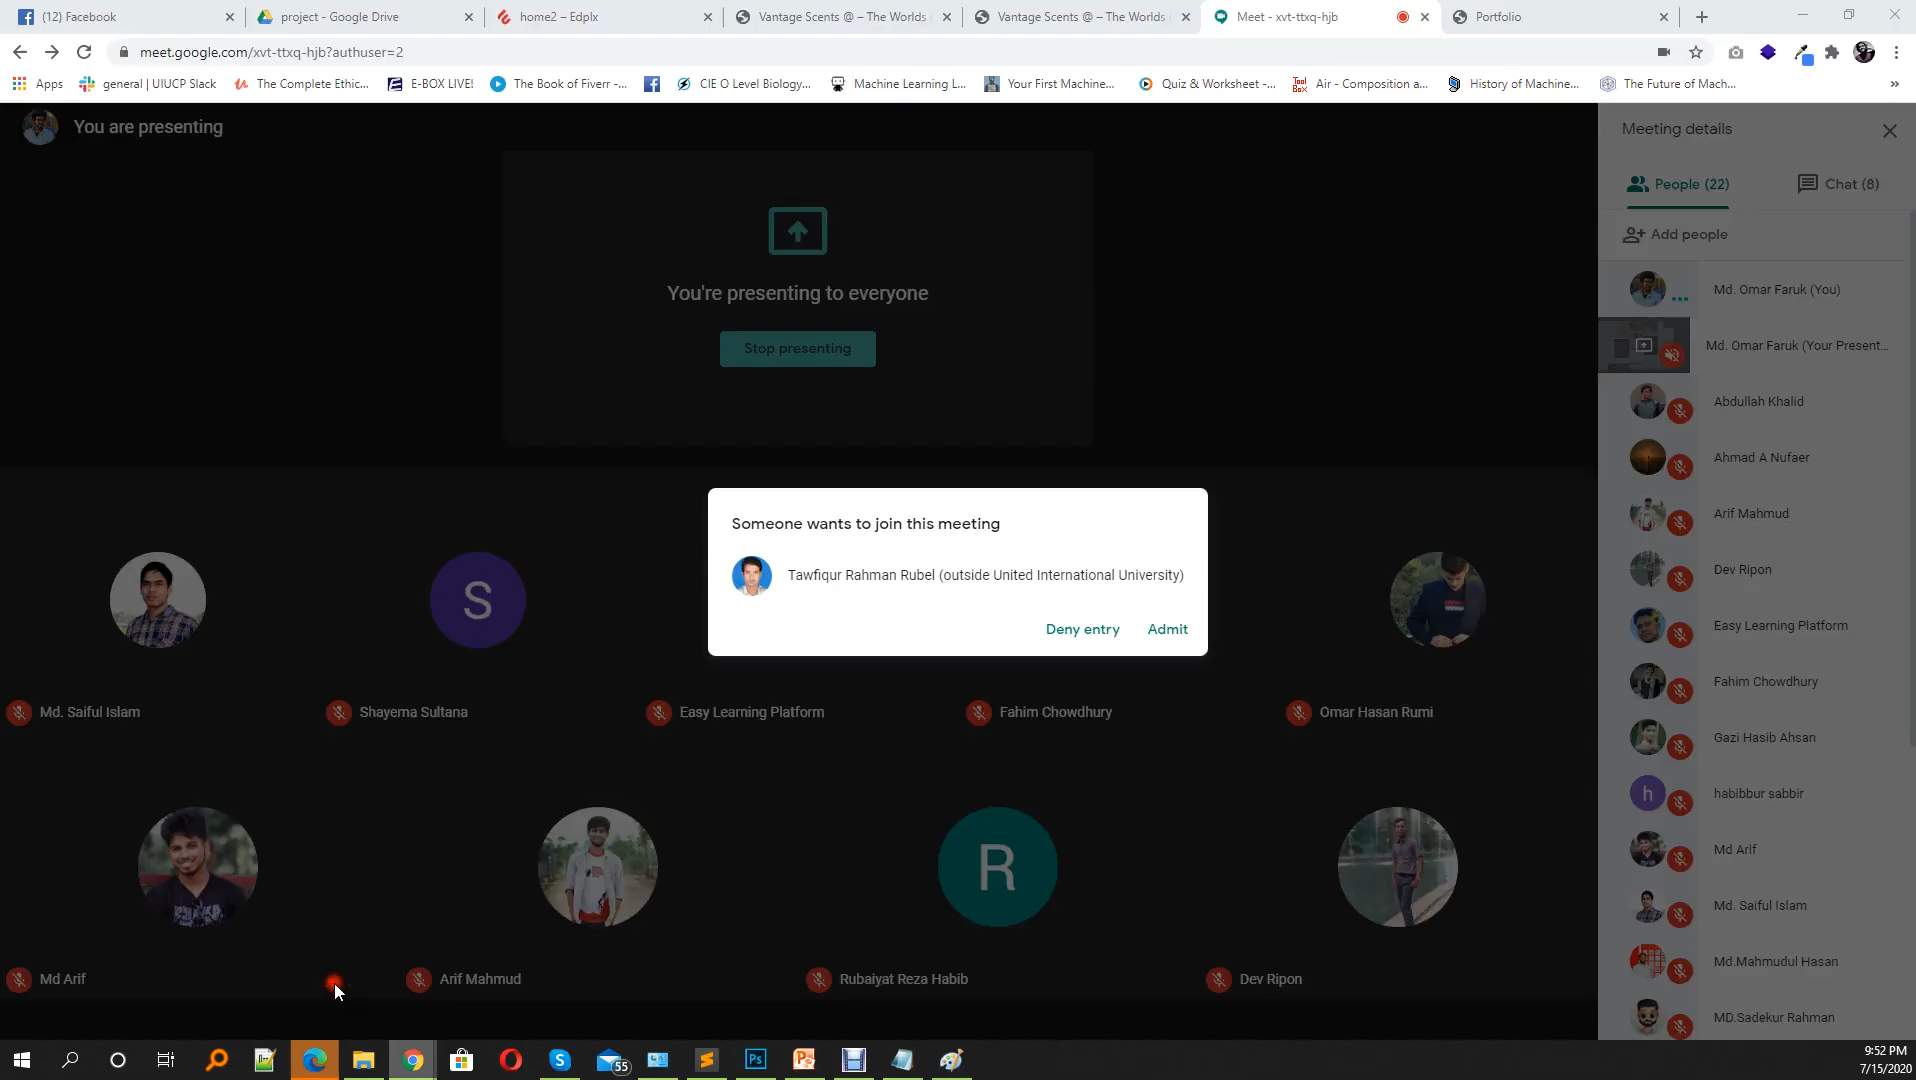 (12) Facebook
project - Google Drive
home2 – Edplx
Vantage Scents @ – The Worlds
Vantage Scents @ – The Worlds
Meet - xvt-ttxq-hjb
Portfolio
meet.google.com/xvt-ttxq-hjb?authuser=2
Apps
general | UIUCP Slack
The Complete Ethic...
E-BOX LIVE!
The Book of Fiverr -...
CIE O Level Biology...
Machine Learning L...
Your First Machine...
Quiz & Worksheet -...
Tool Box
Air - Composition a...
History of Machine...
The Future of Mach...
»
You are presenting
You're presenting to everyone
Stop presenting
Someone wants to join this meeting
Tawfiqur Rahman Rubel (outside United International University)
Deny entry
Admit
S
Md. Saiful Islam
Shayema Sultana
Easy Learning Platform
Fahim Chowdhury
Omar Hasan Rumi
R
Md Arif
Arif Mahmud
Rubaiyat Reza Habib
Dev Ripon
Meeting details
People (22)
Chat (8)
Add people
Md. Omar Faruk (You)
Md. Omar Faruk (Your Present...
Abdullah Khalid
Ahmad A Nufaer
Arif Mahmud
Dev Ripon
Easy Learning Platform
Fahim Chowdhury
Gazi Hasib Ahsan
h
habibbur sabbir
Md Arif
Md. Saiful Islam
Md.Mahmudul Hasan
MD.Sadekur Rahman
S
55
Ps
9:52 PM
7/15/2020